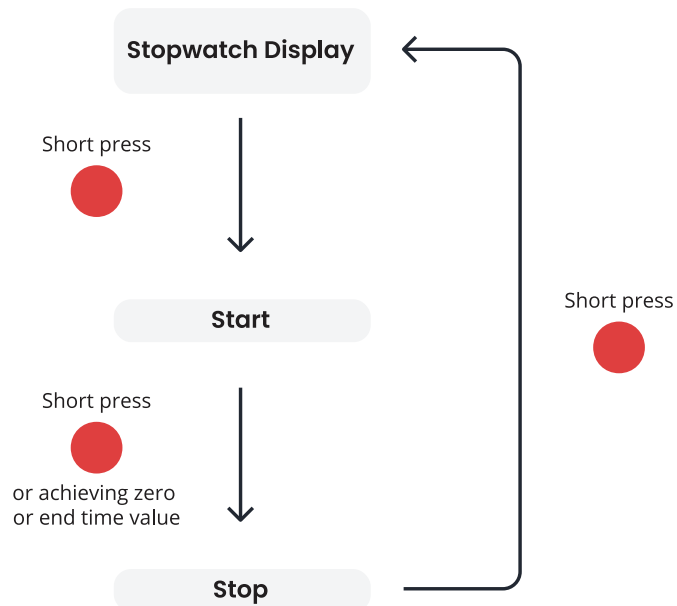 Stopwatch Display
Short press
Start
Short press
Short press
or achieving zero
or end time value
Stop